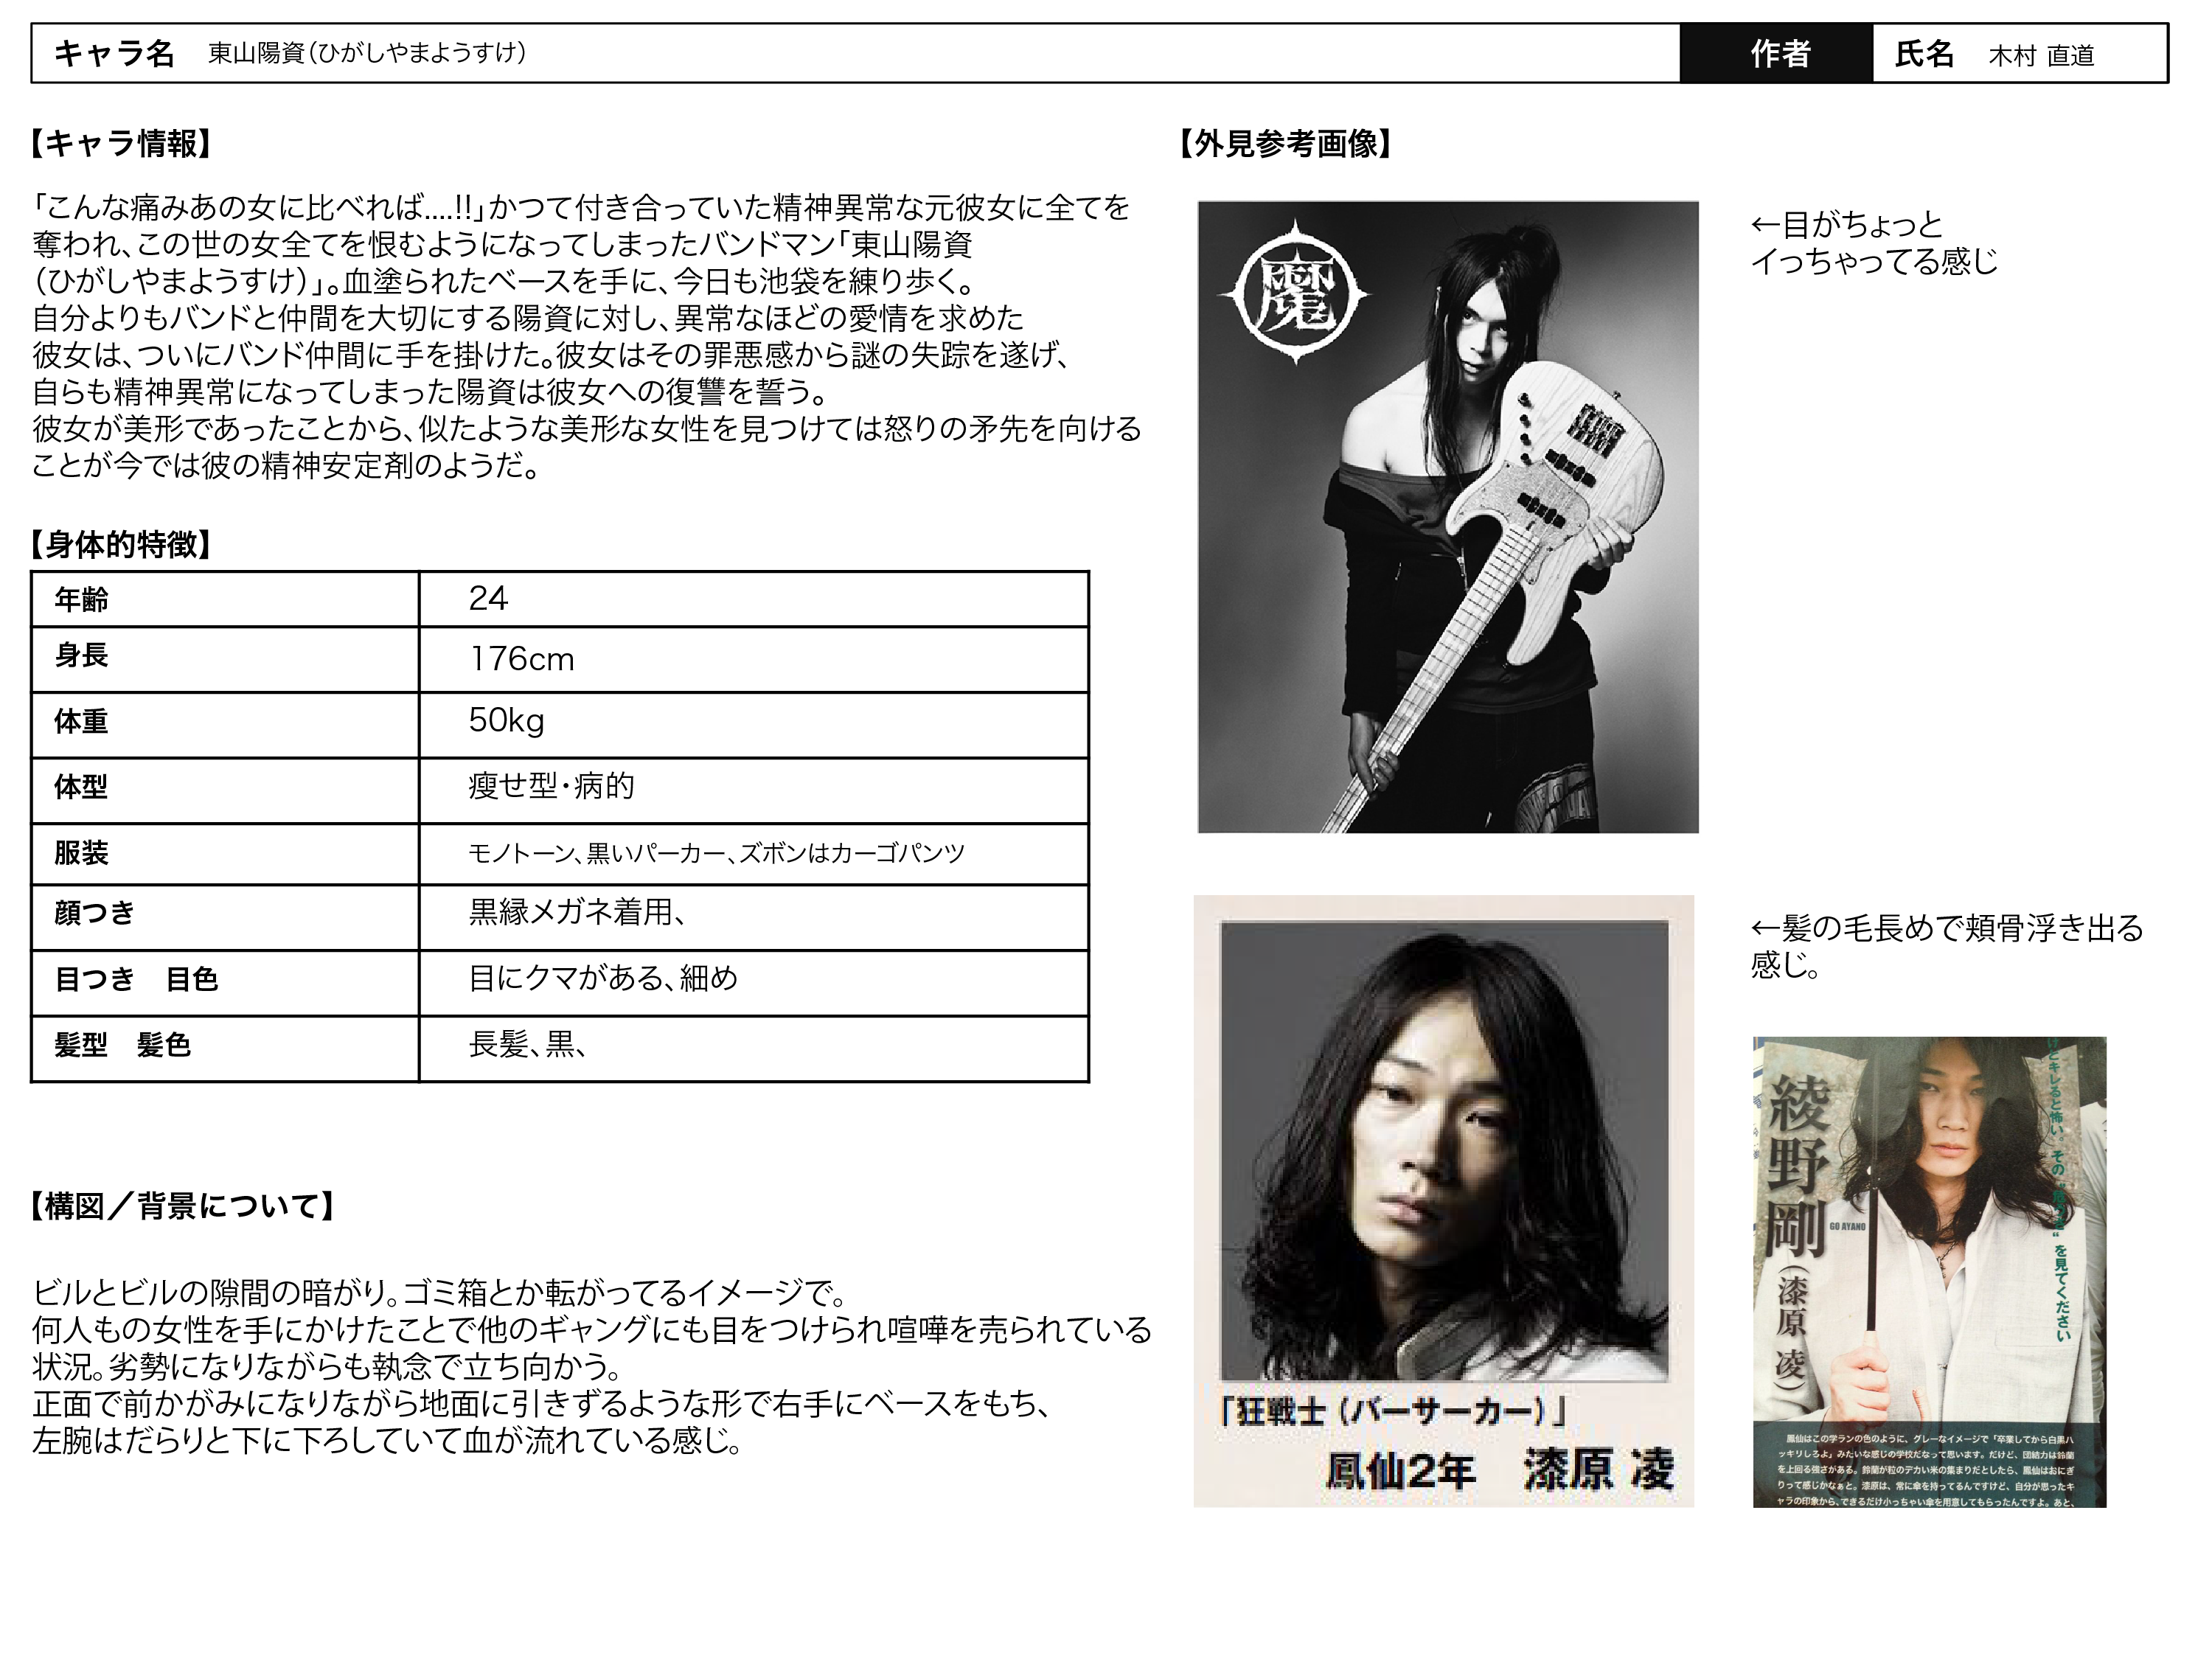 キャラ名 東山陽資（ひがしやまようすけ）
作者 氏名 木村 直道
【キャラ情報】
「こんな痛みあの女に比べれば....!!」かつて付き合っていた精神異常な元彼女に全てを
奪われ、この世の女全てを恨むようになってしまったバンドマン「東山陽資
（ひがしやまようすけ）」。血塗られたベースを手に、今日も池袋を練り歩く。
自分よりもバンドと仲間を大切にする陽資に対し、異常なほどの愛情を求めた
彼女は、ついにバンド仲間に手を掛けた。彼女はその罪悪感から謎の失踪を遂げ、
自らも精神異常になってしまった陽資は彼女への復讐を誓う。
彼女が美形であったことから、似たような美形な女性を見つけては怒りの矛先を向ける
ことが今では彼の精神安定剤のようだ。
【身体的特徴】
年齢 24
身長 176cm
体重 50kg
体型 痩せ型・病的
服装 モノトーン、黒いパーカー、ズボンはカーゴパンツ
顔つき 黒縁メガネ着用、
目つき　目色 目にクマがある、細め
髪型　髪色 長髪、黒、
【構図／背景について】
ビルとビルの隙間の暗がり。ゴミ箱とか転がってるイメージで。
何人もの女性を手にかけたことで他のギャングにも目をつけられ喧嘩を売られている
状況。劣勢になりながらも執念で立ち向かう。
正面で前かがみになりながら地面に引きずるような形で右手にベースをもち、
左腕はだらりと下に下ろしていて血が流れている感じ。
【外見参考画像】
魔
←目がちょっと
イっちゃってる感じ
「狂戦士（バーサーカー）」
鳳仙2年　漆原 凌
←髪の毛長めで頬骨浮き出る
感じ。
けどキレると怖い。その
を見てください
綾野剛
GO AYANO
（漆原 凌）
鳳仙はこの学ランの色のように、グレーなイメージで「卒業してから白黒ハ
ッキリしろよ」みたいな感じの学校だなって思います。だけど、団結力は鈴蘭
を上回る強さがある。鈴蘭が粒のデカい米の集まりだとしたら、鳳仙はおにぎ
りって感じかなぁと。漆原は、常に傘を持ってるんですけど、自分が思ったキ
ャラの印象から、できるだけ小っちゃい傘を用意してもらったんですよ。あと、